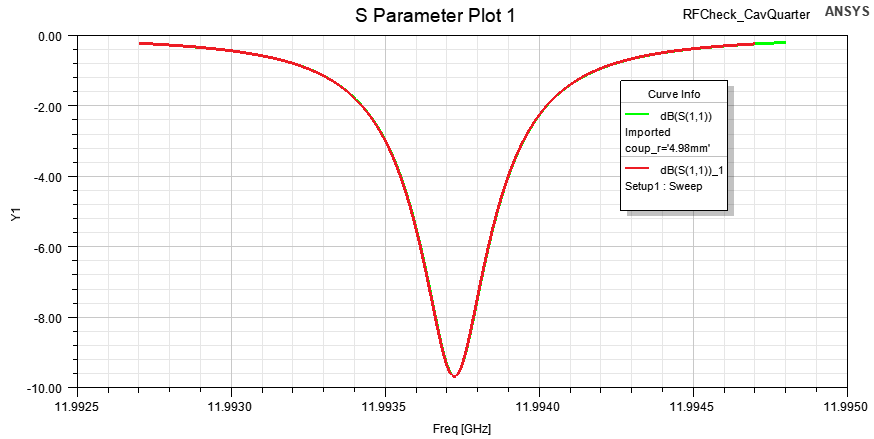 S Parameter Plot 1
RFCheck_CavQuarter
ANSYS
0.00
-2.00
-4.00
-6.00
-8.00
-10.00
Y1
Curve Info
dB(S(1,1))
Imported
coup_r='4.98mm'
dB(S(1,1))_1
Setup1 : Sweep
11.9925
11.9930
11.9935
11.9940
11.9945
11.9950
Freq [GHz]